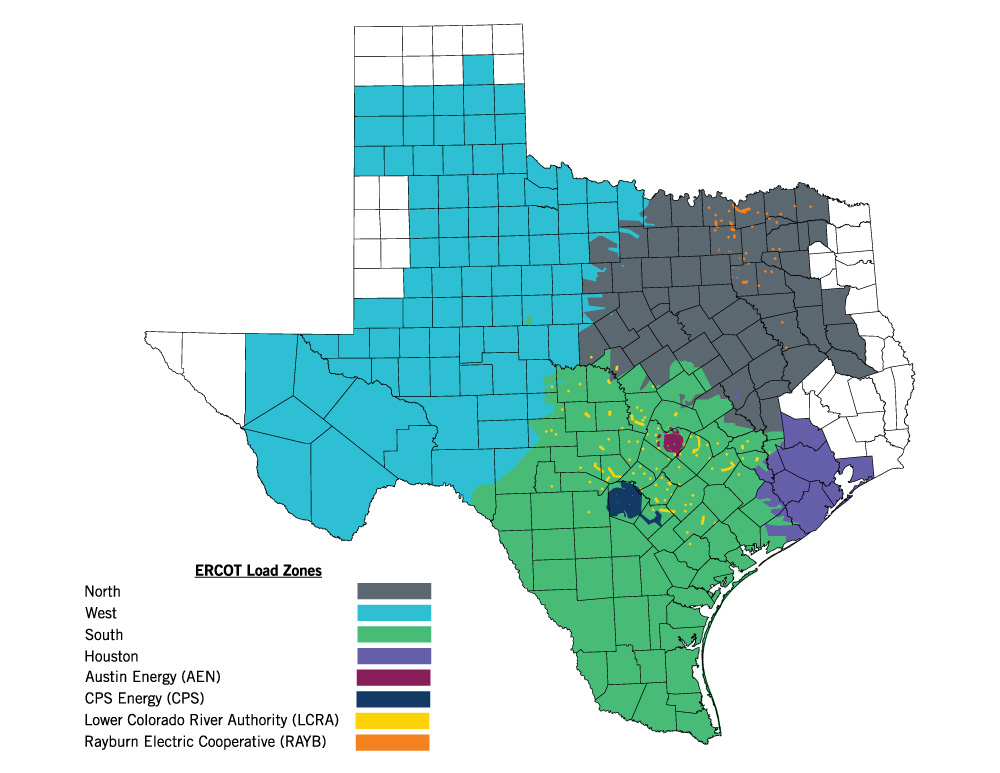 ERCOT Load Zones
North
West
South
Houston
Austin Energy (AEN)
CPS Energy (CPS)
Lower Colorado River Authority (LCRA)
Rayburn Electric Cooperative (RAYB)